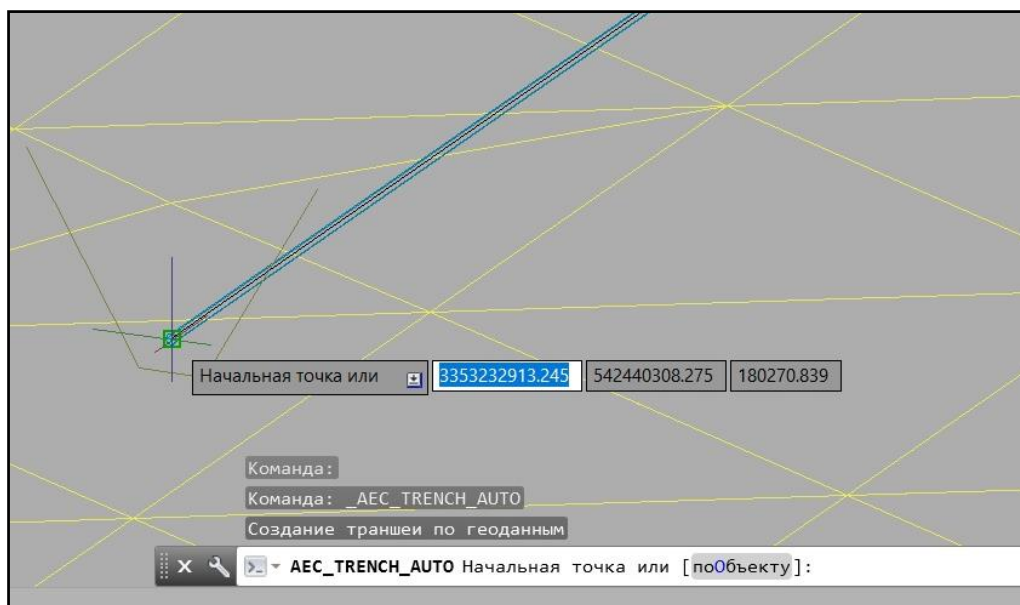 Начальная точка или 3353232913.245 542440308.275 180270.839
Команда:
Команда: _AEC_TRENCH_AUTO
Создание траншеи по геоданным
AEC_TRENCH_AUTO Начальная точка или [поОбъекту]: